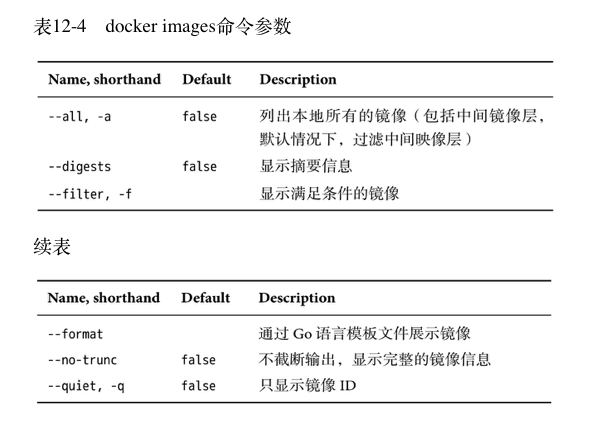 表12-4 docker images命令参数
Name, shorthand Default Description
--all, -a false 列出本地所有的镜像（包括中间镜像层，
默认情况下，过滤中间映像层）
--digests false 显示摘要信息
--filter, -f 显示满足条件的镜像
续表
Name, shorthand Default Description
--format 通过 Go 语言模板文件展示镜像
--no-trunc false 不截断输出，显示完整的镜像信息
--quiet, -q false 只显示镜像 ID